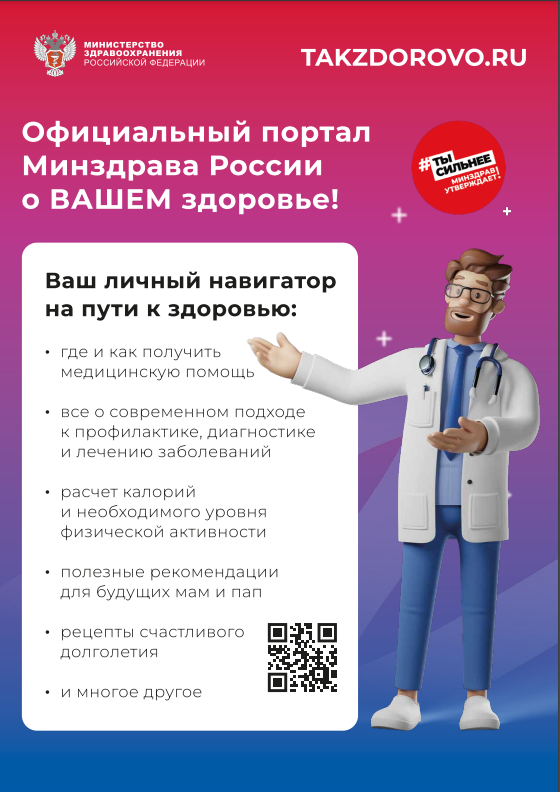 МИНИСТЕРСТВО
ЗДРАВООХРАНЕНИЯ
РОССИЙСКОЙ ФЕДЕРАЦИИ
TAKZDOROVO.RU
Официальный портал
Минздрава России
о ВАШЕМ здоровье!
#ТЫ
СИЛЬНЕЕ
МИНЗДРАВ
УТВЕРЖДАЕТ!
Ваш личный навигатор
на пути к здоровью:
• где и как получить
медицинскую помощь
• все о современном подходе
к профилактике, диагностике
и лечению заболеваний
• расчет калорий
и необходимого уровня
физической активности
• полезные рекомендации
для будущих мам и пап
• рецепты счастливого
долголетия
• и многое другое